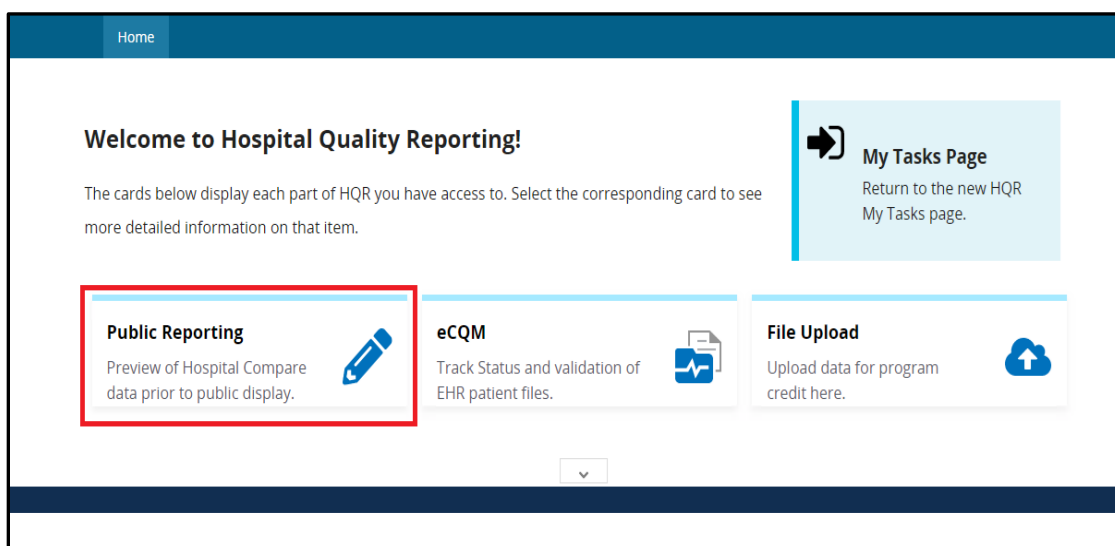 Home
Welcome to Hospital Quality Reporting!
The cards below display each part of HQR you have access to. Select the corresponding card to see
more detailed information on that item.
My Tasks Page
Return to the new HQR
My Tasks page.
Public Reporting
Preview of Hospital Compare
data prior to public display.
eCQM
Track Status and validation of
EHR patient files.
File Upload
Upload data for program
credit here.